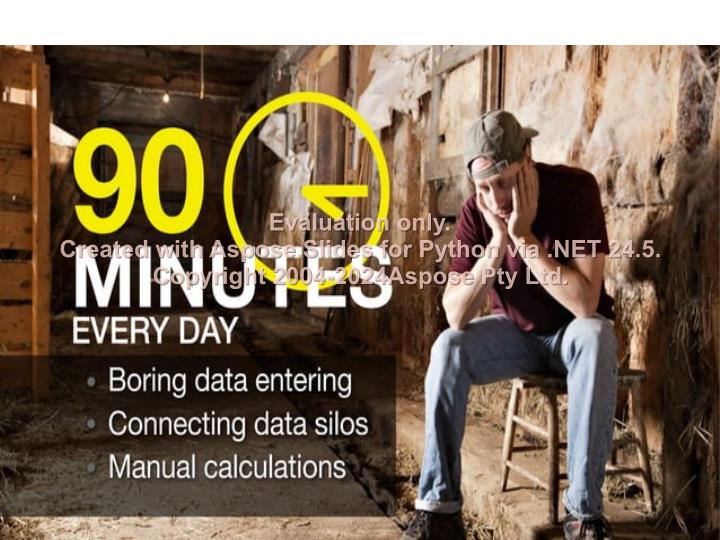 90
MINUTES
EVERY DAY
Evaluation only.
Created with Aspose.Slides for Python via .NET 24.5.
Copyright 2004-2024Aspose Pty Ltd.
Boring data entering
Connecting data silos
Manual calculations